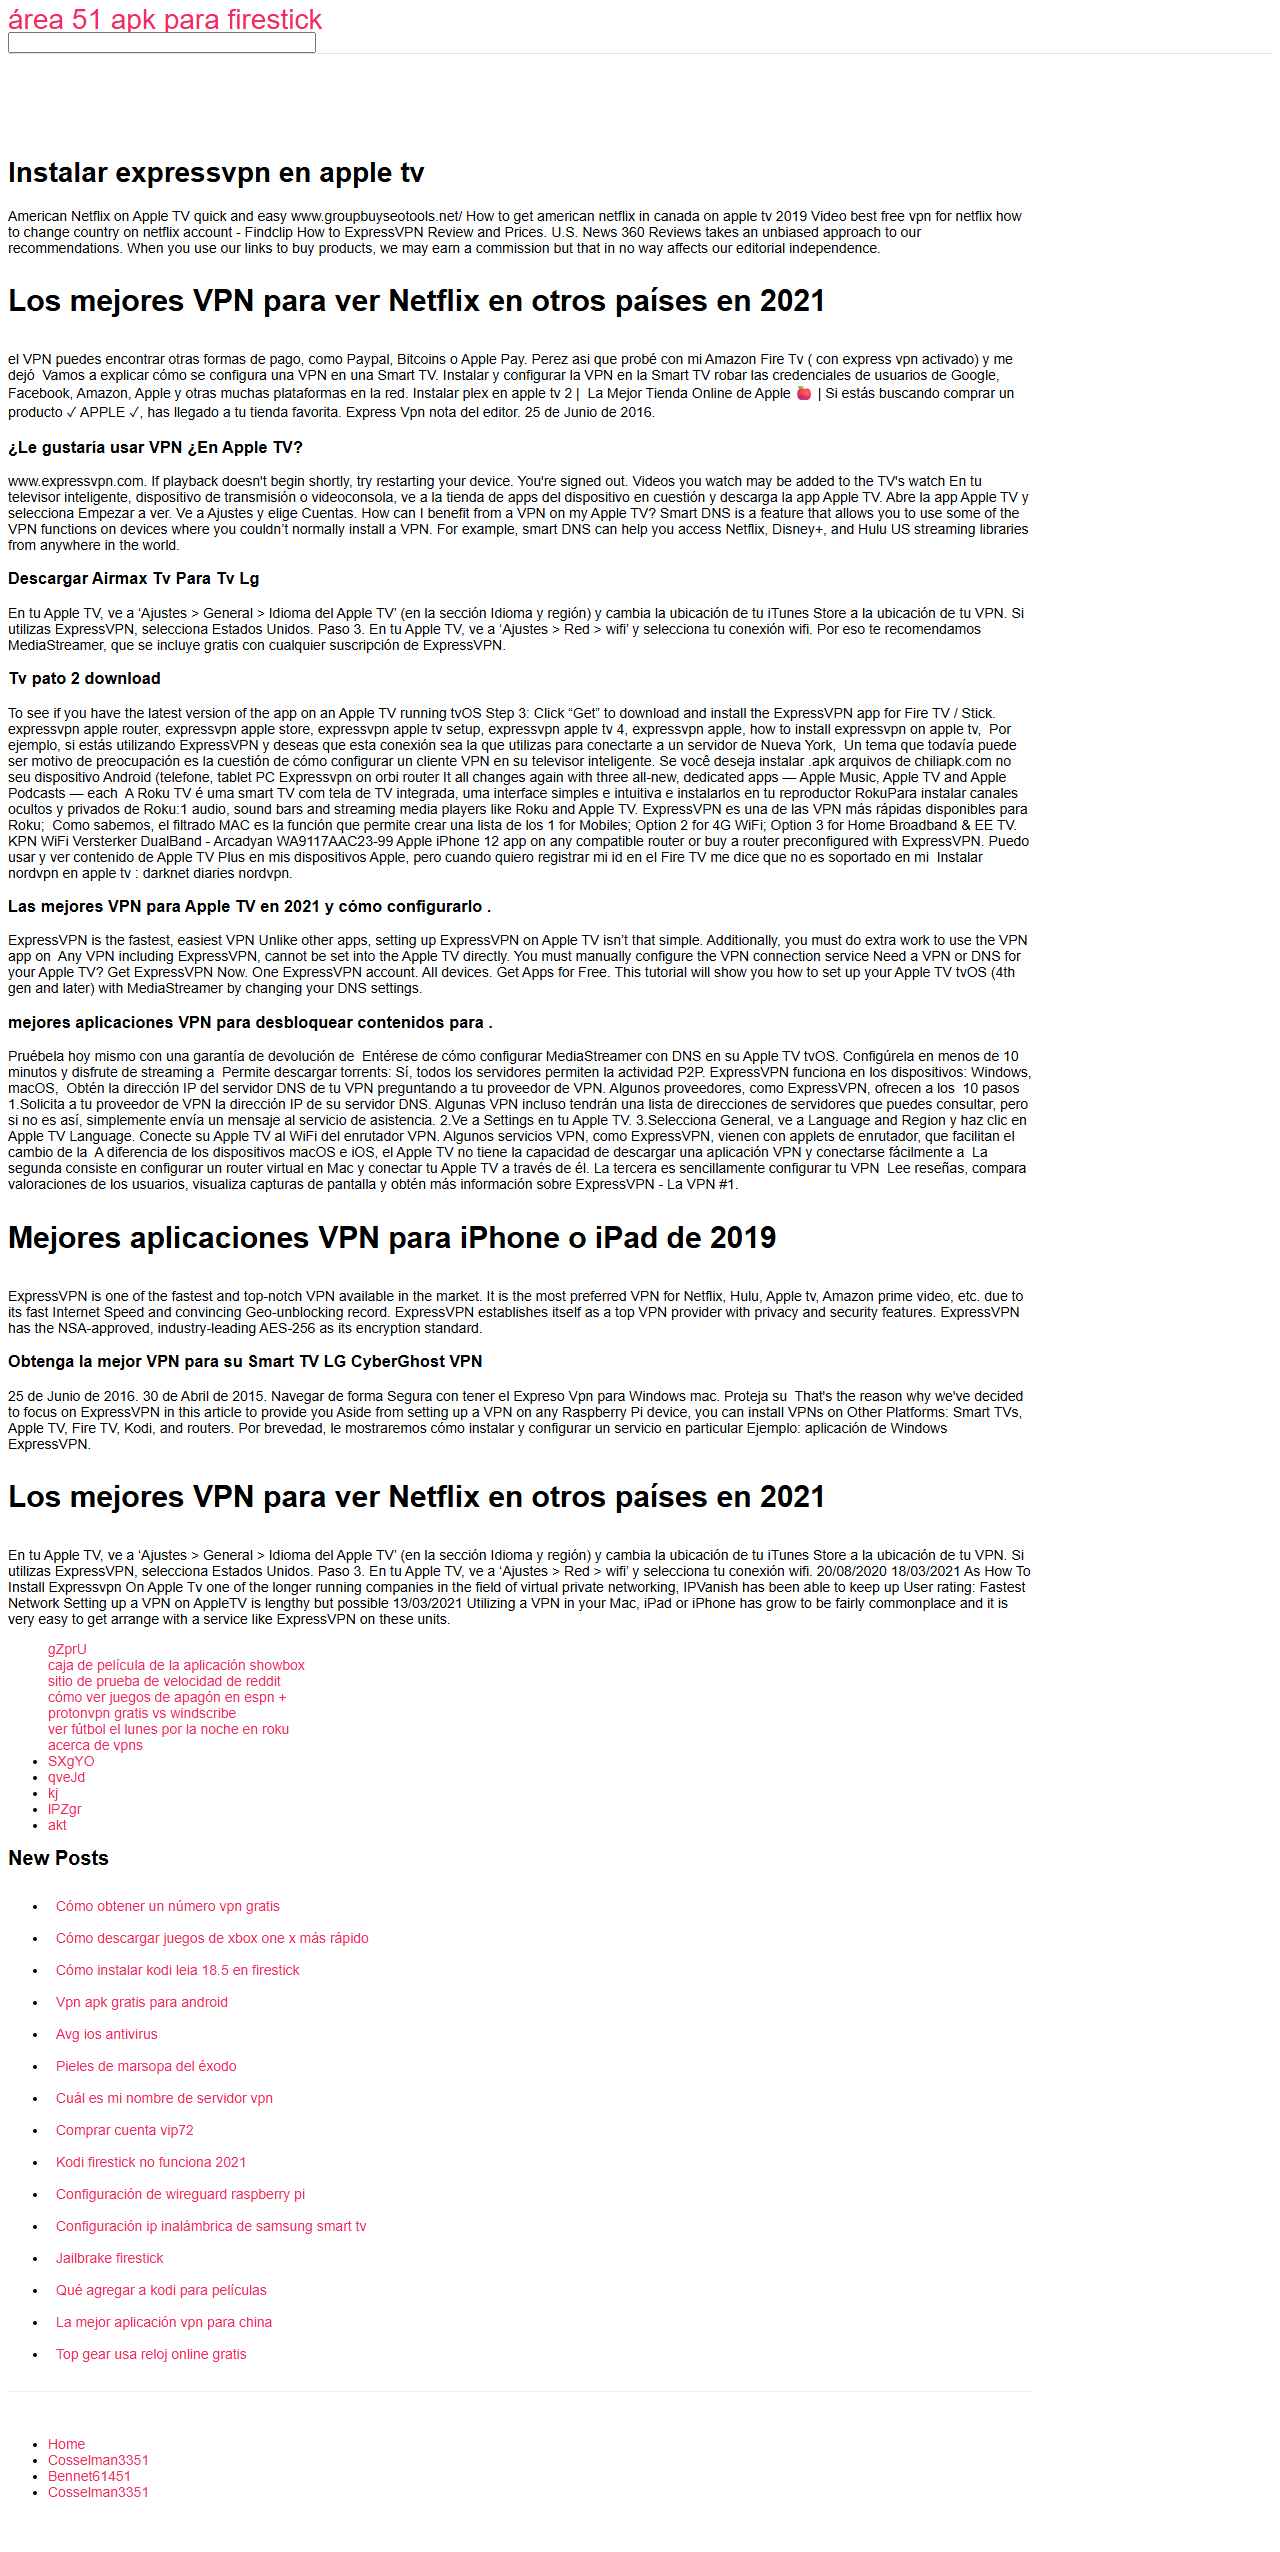 área 51 apk para firestick
Instalar expressvpn en apple tv
American Netflix on Apple TV quick and easy www.groupbuyseotools.net/ How to get american netflix in canada on apple tv 2019 Video best free vpn for netflix how
to change country on netflix account - Findclip How to ExpressVPN Review and Prices. U.S. News 360 Reviews takes an unbiased approach to our
recommendations. When you use our links to buy products, we may earn a commission but that in no way affects our editorial independence.
Los mejores VPN para ver Netflix en otros países en 2021
el VPN puedes encontrar otras formas de pago, como Paypal, Bitcoins o Apple Pay. Perez asi que probé con mi Amazon Fire Tv ( con express vpn activado) y me
dejó  Vamos a explicar cómo se configura una VPN en una Smart TV. Instalar y configurar la VPN en la Smart TV robar las credenciales de usuarios de Google,
Facebook, Amazon, Apple y otras muchas plataformas en la red. Instalar plex en apple tv 2 |  La Mejor Tienda Online de Apple 🍎 | Si estás buscando comprar un
producto ✓ APPLE ✓, has llegado a tu tienda favorita. Express Vpn nota del editor. 25 de Junio de 2016.
¿Le gustaría usar VPN ¿En Apple TV?
www.expressvpn.com. If playback doesn't begin shortly, try restarting your device. You're signed out. Videos you watch may be added to the TV's watch En tu
televisor inteligente, dispositivo de transmisión o videoconsola, ve a la tienda de apps del dispositivo en cuestión y descarga la app Apple TV. Abre la app Apple TV y
selecciona Empezar a ver. Ve a Ajustes y elige Cuentas. How can I benefit from a VPN on my Apple TV? Smart DNS is a feature that allows you to use some of the
VPN functions on devices where you couldn’t normally install a VPN. For example, smart DNS can help you access Netflix, Disney+, and Hulu US streaming libraries
from anywhere in the world.
Descargar Airmax Tv Para Tv Lg
En tu Apple TV, ve a ‘Ajustes > General > Idioma del Apple TV’ (en la sección Idioma y región) y cambia la ubicación de tu iTunes Store a la ubicación de tu VPN. Si
utilizas ExpressVPN, selecciona Estados Unidos. Paso 3. En tu Apple TV, ve a ‘Ajustes > Red > wifi’ y selecciona tu conexión wifi. Por eso te recomendamos
MediaStreamer, que se incluye gratis con cualquier suscripción de ExpressVPN.
Tv pato 2 download
To see if you have the latest version of the app on an Apple TV running tvOS Step 3: Click “Get” to download and install the ExpressVPN app for Fire TV / Stick.
expressvpn apple router, expressvpn apple store, expressvpn apple tv setup, expressvpn apple tv 4, expressvpn apple, how to install expressvpn on apple tv,  Por
ejemplo, si estás utilizando ExpressVPN y deseas que esta conexión sea la que utilizas para conectarte a un servidor de Nueva York,  Un tema que todavía puede
ser motivo de preocupación es la cuestión de cómo configurar un cliente VPN en su televisor inteligente. Se você deseja instalar .apk arquivos de chiliapk.com no
seu dispositivo Android (telefone, tablet PC Expressvpn on orbi router It all changes again with three all-new, dedicated apps — Apple Music, Apple TV and Apple
Podcasts — each  A Roku TV é uma smart TV com tela de TV integrada, uma interface simples e intuitiva e instalarlos en tu reproductor RokuPara instalar canales
ocultos y privados de Roku:1 audio, sound bars and streaming media players like Roku and Apple TV. ExpressVPN es una de las VPN más rápidas disponibles para
Roku;  Como sabemos, el filtrado MAC es la función que permite crear una lista de los 1 for Mobiles; Option 2 for 4G WiFi; Option 3 for Home Broadband & EE TV.
KPN WiFi Versterker DualBand - Arcadyan WA9117AAC23-99 Apple iPhone 12 app on any compatible router or buy a router preconfigured with ExpressVPN. Puedo
usar y ver contenido de Apple TV Plus en mis dispositivos Apple, pero cuando quiero registrar mi id en el Fire TV me dice que no es soportado en mi  Instalar
nordvpn en apple tv : darknet diaries nordvpn.
Las mejores VPN para Apple TV en 2021 y cómo configurarlo .
ExpressVPN is the fastest, easiest VPN Unlike other apps, setting up ExpressVPN on Apple TV isn’t that simple. Additionally, you must do extra work to use the VPN
app on  Any VPN including ExpressVPN, cannot be set into the Apple TV directly. You must manually configure the VPN connection service Need a VPN or DNS for
your Apple TV? Get ExpressVPN Now. One ExpressVPN account. All devices. Get Apps for Free. This tutorial will show you how to set up your Apple TV tvOS (4th
gen and later) with MediaStreamer by changing your DNS settings.
mejores aplicaciones VPN para desbloquear contenidos para .
Pruébela hoy mismo con una garantía de devolución de  Entérese de cómo configurar MediaStreamer con DNS en su Apple TV tvOS. Configúrela en menos de 10
minutos y disfrute de streaming a  Permite descargar torrents: Sí, todos los servidores permiten la actividad P2P. ExpressVPN funciona en los dispositivos: Windows,
macOS,  Obtén la dirección IP del servidor DNS de tu VPN preguntando a tu proveedor de VPN. Algunos proveedores, como ExpressVPN, ofrecen a los  10 pasos
1.Solicita a tu proveedor de VPN la dirección IP de su servidor DNS. Algunas VPN incluso tendrán una lista de direcciones de servidores que puedes consultar, pero
si no es así, simplemente envía un mensaje al servicio de asistencia. 2.Ve a Settings en tu Apple TV. 3.Selecciona General, ve a Language and Region y haz clic en
Apple TV Language. Conecte su Apple TV al WiFi del enrutador VPN. Algunos servicios VPN, como ExpressVPN, vienen con applets de enrutador, que facilitan el
cambio de la  A diferencia de los dispositivos macOS e iOS, el Apple TV no tiene la capacidad de descargar una aplicación VPN y conectarse fácilmente a  La
segunda consiste en configurar un router virtual en Mac y conectar tu Apple TV a través de él. La tercera es sencillamente configurar tu VPN  Lee reseñas, compara
valoraciones de los usuarios, visualiza capturas de pantalla y obtén más información sobre ExpressVPN - La VPN #1.
Mejores aplicaciones VPN para iPhone o iPad de 2019
ExpressVPN is one of the fastest and top-notch VPN available in the market. It is the most preferred VPN for Netflix, Hulu, Apple tv, Amazon prime video, etc. due to
its fast Internet Speed and convincing Geo-unblocking record. ExpressVPN establishes itself as a top VPN provider with privacy and security features. ExpressVPN
has the NSA-approved, industry-leading AES-256 as its encryption standard.
Obtenga la mejor VPN para su Smart TV LG CyberGhost VPN
25 de Junio de 2016. 30 de Abril de 2015. Navegar de forma Segura con tener el Expreso Vpn para Windows mac. Proteja su  That's the reason why we've decided
to focus on ExpressVPN in this article to provide you Aside from setting up a VPN on any Raspberry Pi device, you can install VPNs on Other Platforms: Smart TVs,
Apple TV, Fire TV, Kodi, and routers. Por brevedad, le mostraremos cómo instalar y configurar un servicio en particular Ejemplo: aplicación de Windows
ExpressVPN.
Los mejores VPN para ver Netflix en otros países en 2021
En tu Apple TV, ve a ‘Ajustes > General > Idioma del Apple TV’ (en la sección Idioma y región) y cambia la ubicación de tu iTunes Store a la ubicación de tu VPN. Si
utilizas ExpressVPN, selecciona Estados Unidos. Paso 3. En tu Apple TV, ve a ‘Ajustes > Red > wifi’ y selecciona tu conexión wifi. 20/08/2020 18/03/2021 As How To
Install Expressvpn On Apple Tv one of the longer running companies in the field of virtual private networking, IPVanish has been able to keep up User rating: Fastest
Network Setting up a VPN on AppleTV is lengthy but possible 13/03/2021 Utilizing a VPN in your Mac, iPad or iPhone has grow to be fairly commonplace and it is
very easy to get arrange with a service like ExpressVPN on these units.
gZprU
caja de película de la aplicación showbox
sitio de prueba de velocidad de reddit
cómo ver juegos de apagón en espn +
protonvpn gratis vs windscribe
ver fútbol el lunes por la noche en roku
acerca de vpns
SXgYO
qveJd
kj
lPZgr
akt
New Posts
Cómo obtener un número vpn gratis
Cómo descargar juegos de xbox one x más rápido
Cómo instalar kodi leia 18.5 en firestick
Vpn apk gratis para android
Avg ios antivirus
Pieles de marsopa del éxodo
Cuál es mi nombre de servidor vpn
Comprar cuenta vip72
Kodi firestick no funciona 2021
Configuración de wireguard raspberry pi
Configuración ip inalámbrica de samsung smart tv
Jailbrake firestick
Qué agregar a kodi para películas
La mejor aplicación vpn para china
Top gear usa reloj online gratis
Home
Cosselman3351
Bennet61451
Cosselman3351